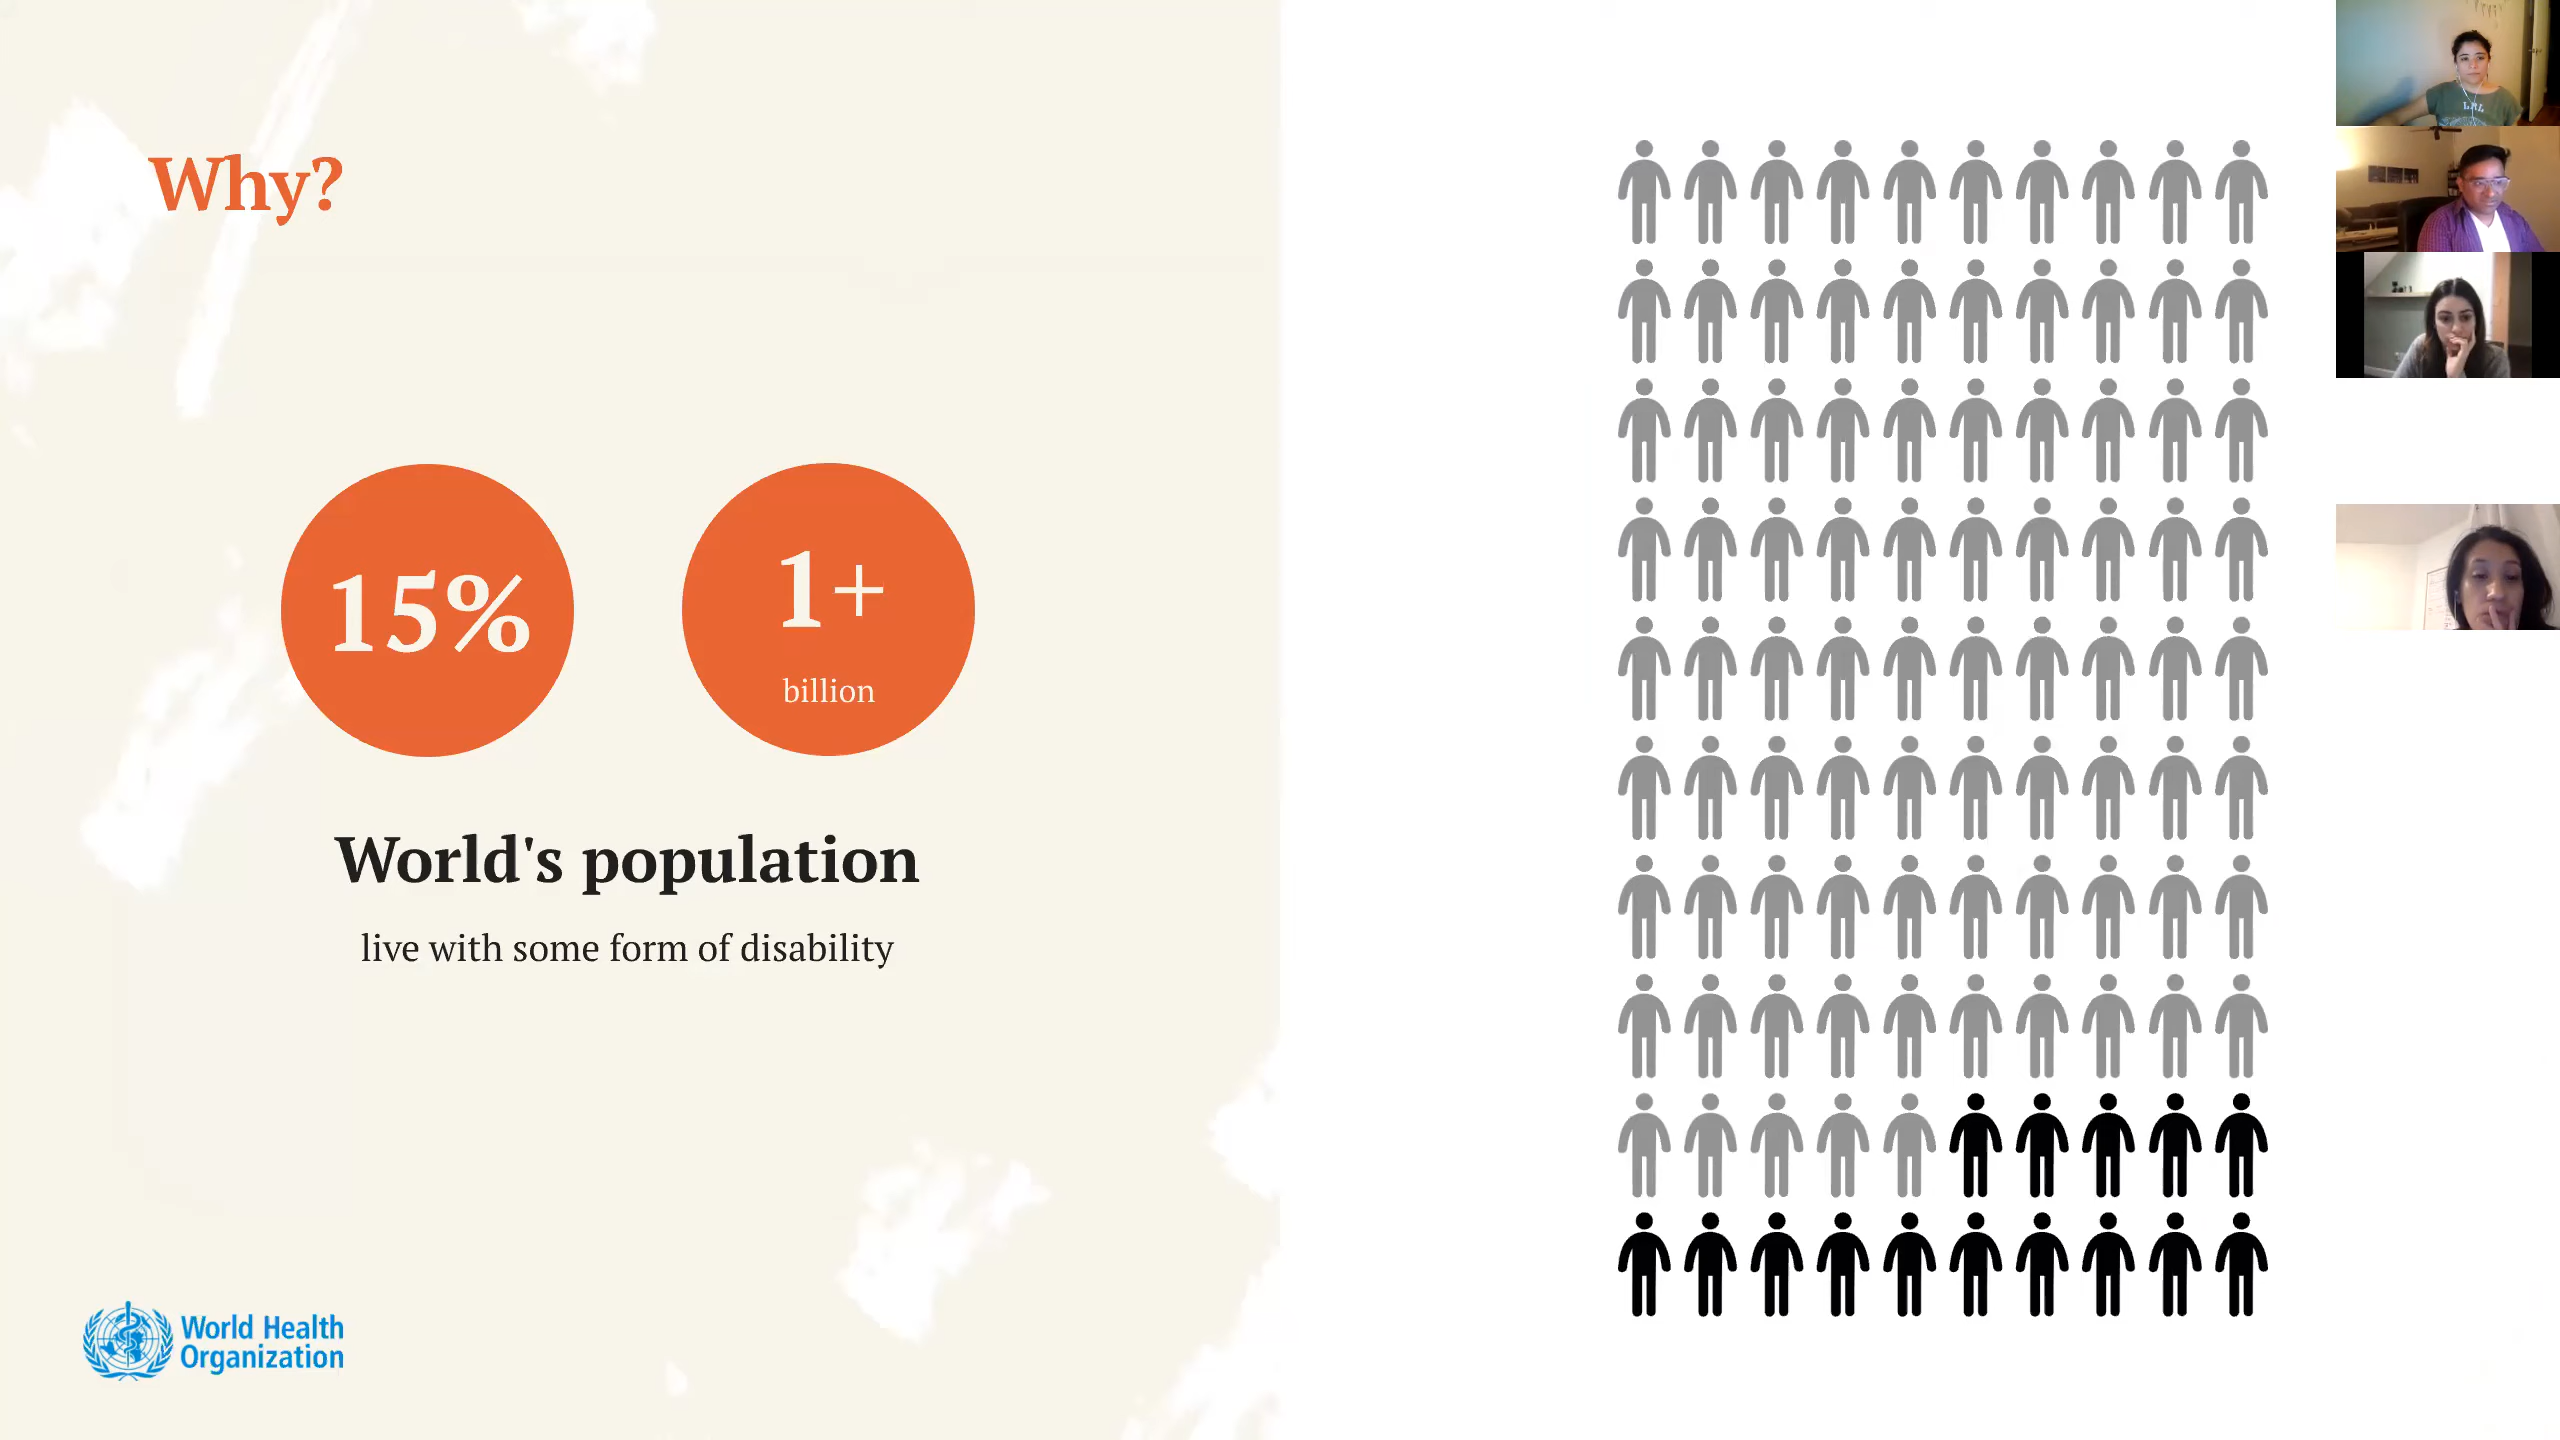 Why?
15%
1+
billion
World's population
live with some form of disability
World Health
Organization